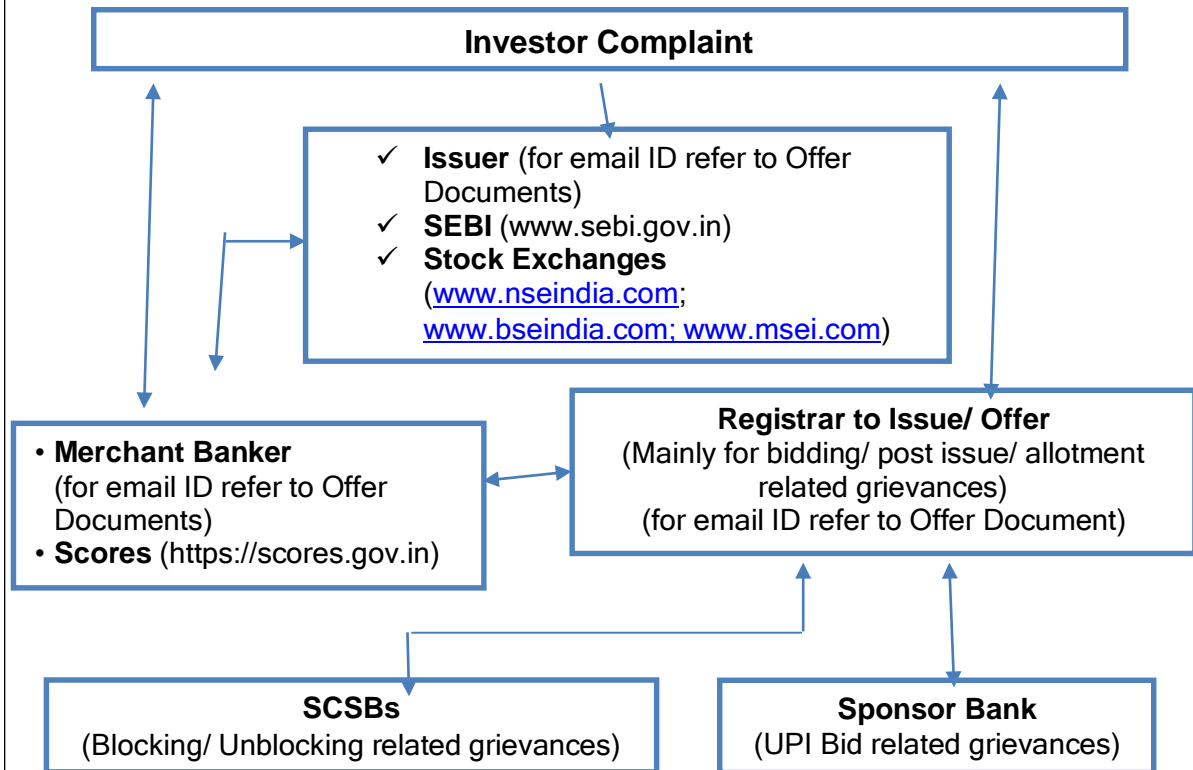 Investor Complaint
✓ Issuer (for email ID refer to Offer
Documents)
✓ SEBI (www.sebi.gov.in)
✓ Stock Exchanges
(www.nseindia.com;
www.bseindia.com; www.msei.com)
• Merchant Banker
(for email ID refer to Offer
Documents)
• Scores (https://scores.gov.in)
Registrar to Issue/ Offer
(Mainly for bidding/ post issue/ allotment
related grievances)
(for email ID refer to Offer Document)
SCSBs
(Blocking/ Unblocking related grievances)
Sponsor Bank
(UPI Bid related grievances)